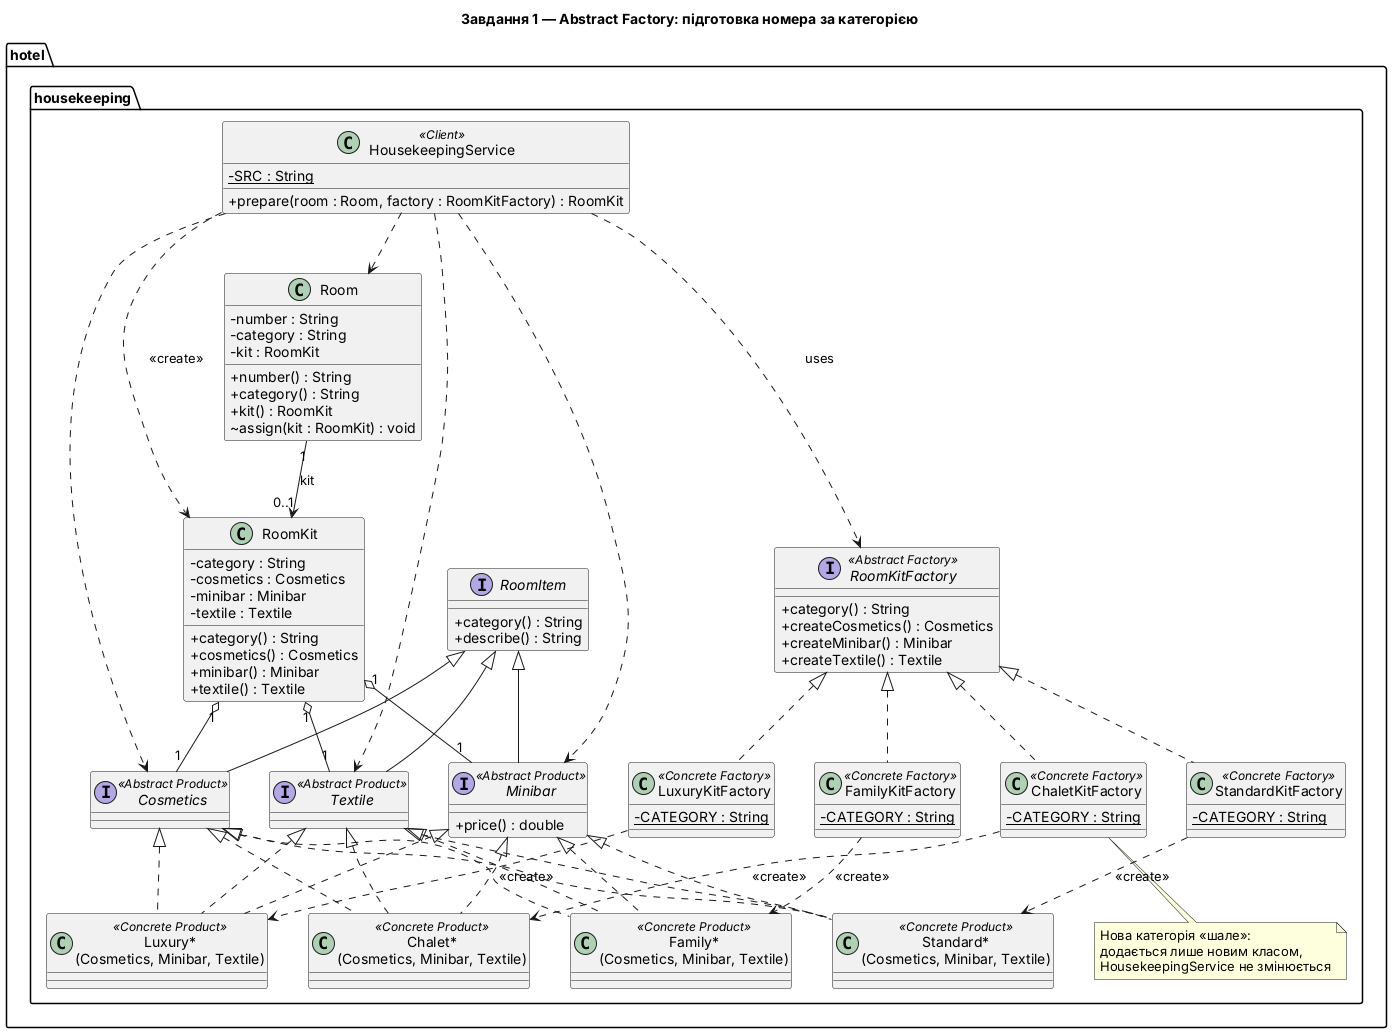 Завдання 1 — Abstract Factory: підготовка номера за категорією
hotel
housekeeping
C
«Client»
HousekeepingService
-SRC : String
+prepare(room : Room, factory : RoomKitFactory) : RoomKit
C Room
-number : String
-category : String
-kit : RoomKit
+number() : String
+category() : String
+kit() : RoomKit
~assign(kit : RoomKit) : void
«create»
uses
1
kit
0..1
C RoomKit
-category : String
-cosmetics : Cosmetics
-minibar : Minibar
-textile : Textile
+category() : String
+cosmetics() : Cosmetics
+minibar() : Minibar
+textile() : Textile
I RoomItem
+category() : String
+describe() : String
I
«Abstract Factory»
RoomKitFactory
+category() : String
+createCosmetics() : Cosmetics
+createMinibar() : Minibar
+createTextile() : Textile
1
1
1
1
1
1
I
«Abstract Product»
Cosmetics
I
«Abstract Product»
Textile
I
«Abstract Product»
Minibar
+price() : double
C
«Concrete Factory»
LuxuryKitFactory
-CATEGORY : String
C
«Concrete Factory»
FamilyKitFactory
-CATEGORY : String
C
«Concrete Factory»
ChaletKitFactory
-CATEGORY : String
C
«Concrete Factory»
StandardKitFactory
-CATEGORY : String
«create»
«create»
«create»
«create»
C
«Concrete Product»
Luxury*
(Cosmetics, Minibar, Textile)
C
«Concrete Product»
Chalet*
(Cosmetics, Minibar, Textile)
C
«Concrete Product»
Family*
(Cosmetics, Minibar, Textile)
C
«Concrete Product»
Standard*
(Cosmetics, Minibar, Textile)
Нова категорія «шале»:
додається лише новим класом,
HousekeepingService не змінюється